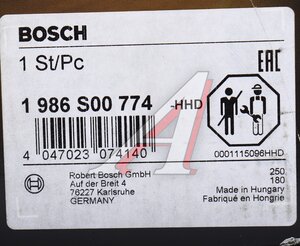 BOSCH
1 St/Pc
EAC
1 986 S00 774 -HHD
4 047023 074140
0001115096HHD
Robert Bosch GmbH
Auf der Breit 4
76227 Karlsruhe
GERMANY
250
180
Made in Hungary
Fabriqué en Hongrie